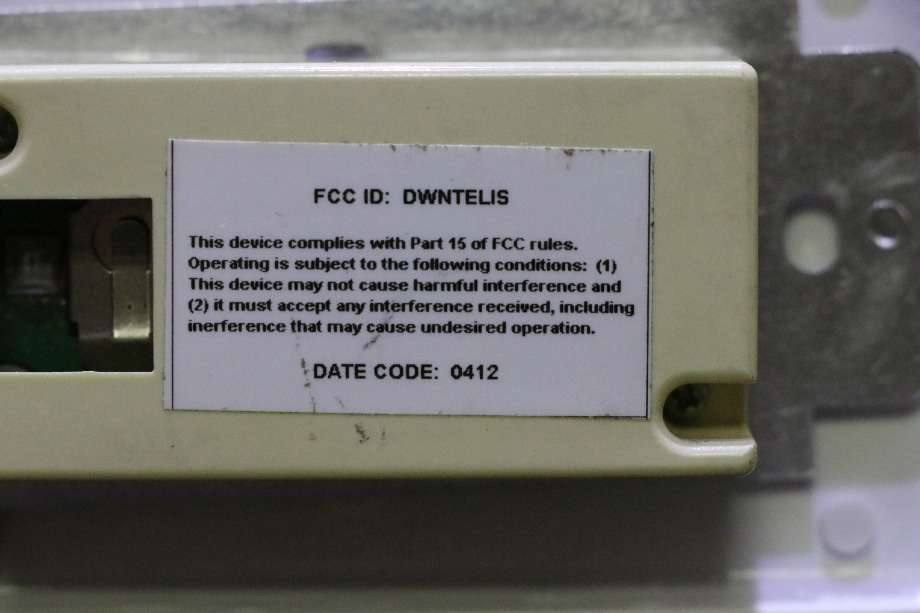 FCC ID: DWNTELIS
This device complies with Part 15 of FCC rules.
Operating is subject to the following conditions: (1)
This device may not cause harmful interference and
(2) it must accept any interference received, including
inerference that may cause undesired operation.
DATE CODE: 0412